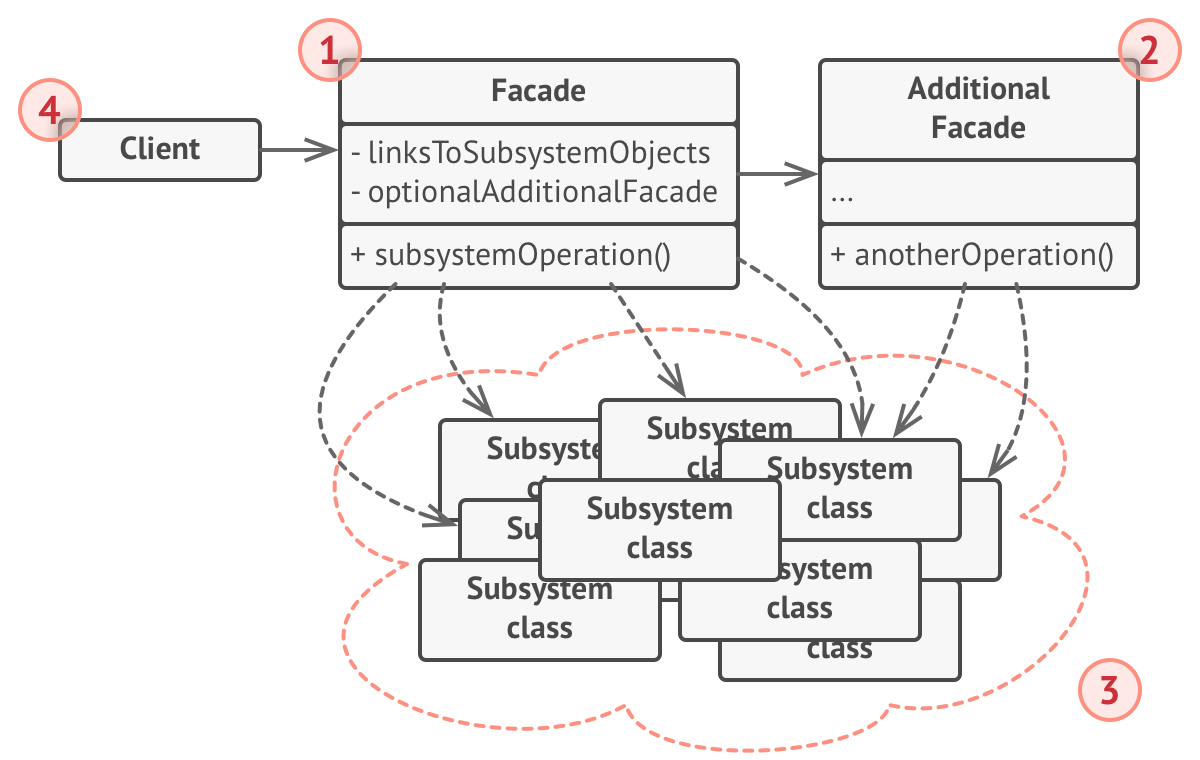 1
2
4
Facade
Additional
Facade
Client
- linksToSubsystemObjects
- optionalAdditionalFacade
...
+ subsystemOperation()
+ anotherOperation()
Subsystem
class
Subsystem
class
Subsystem
class
Subsystem
class
class
class
3